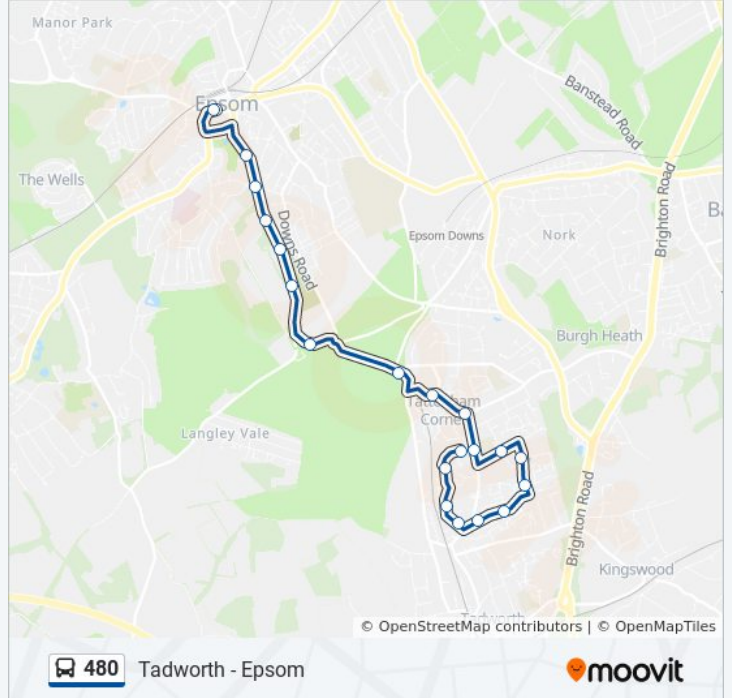 Manor Park
Epsom
Banstead Road
The Wells
Brighton Road
Downs Road
Epsom Downs
Nork
Burgh Heath
Corner
Langley Vale
Brighton Road
Kingswood
© OpenStreetMap contributors | © OpenMapTiles
480 Tadworth - Epsom
moovit